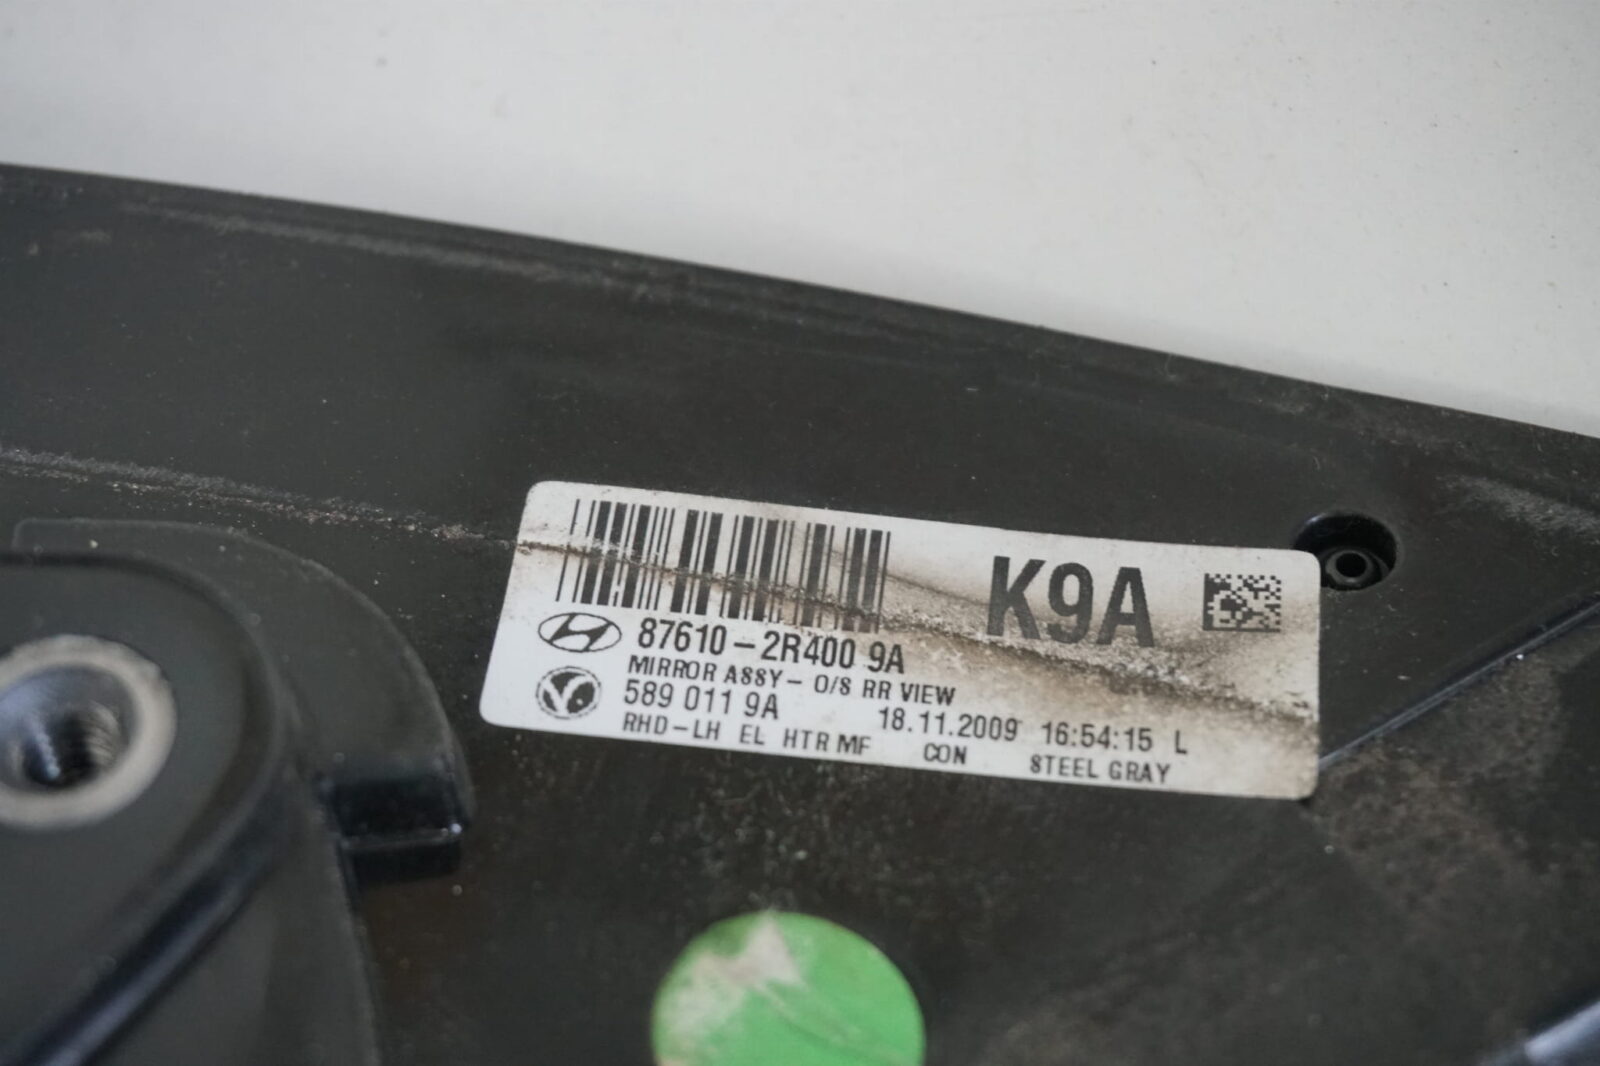 K9A
87610-2R400 9A
MIRROR ASSY- O/S RR VIEW
589 011 9A 18.11.2009 16:54:15 L
RHD-LH EL HTR MF CON STEEL GRAY